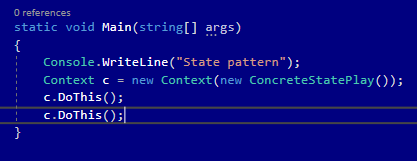 0 references
static void Main(string[] args)
{
    Console.WriteLine("State pattern");
    Context c = new Context(new ConcreteStatePlay());
    c.DoThis();
    c.DoThis();
}